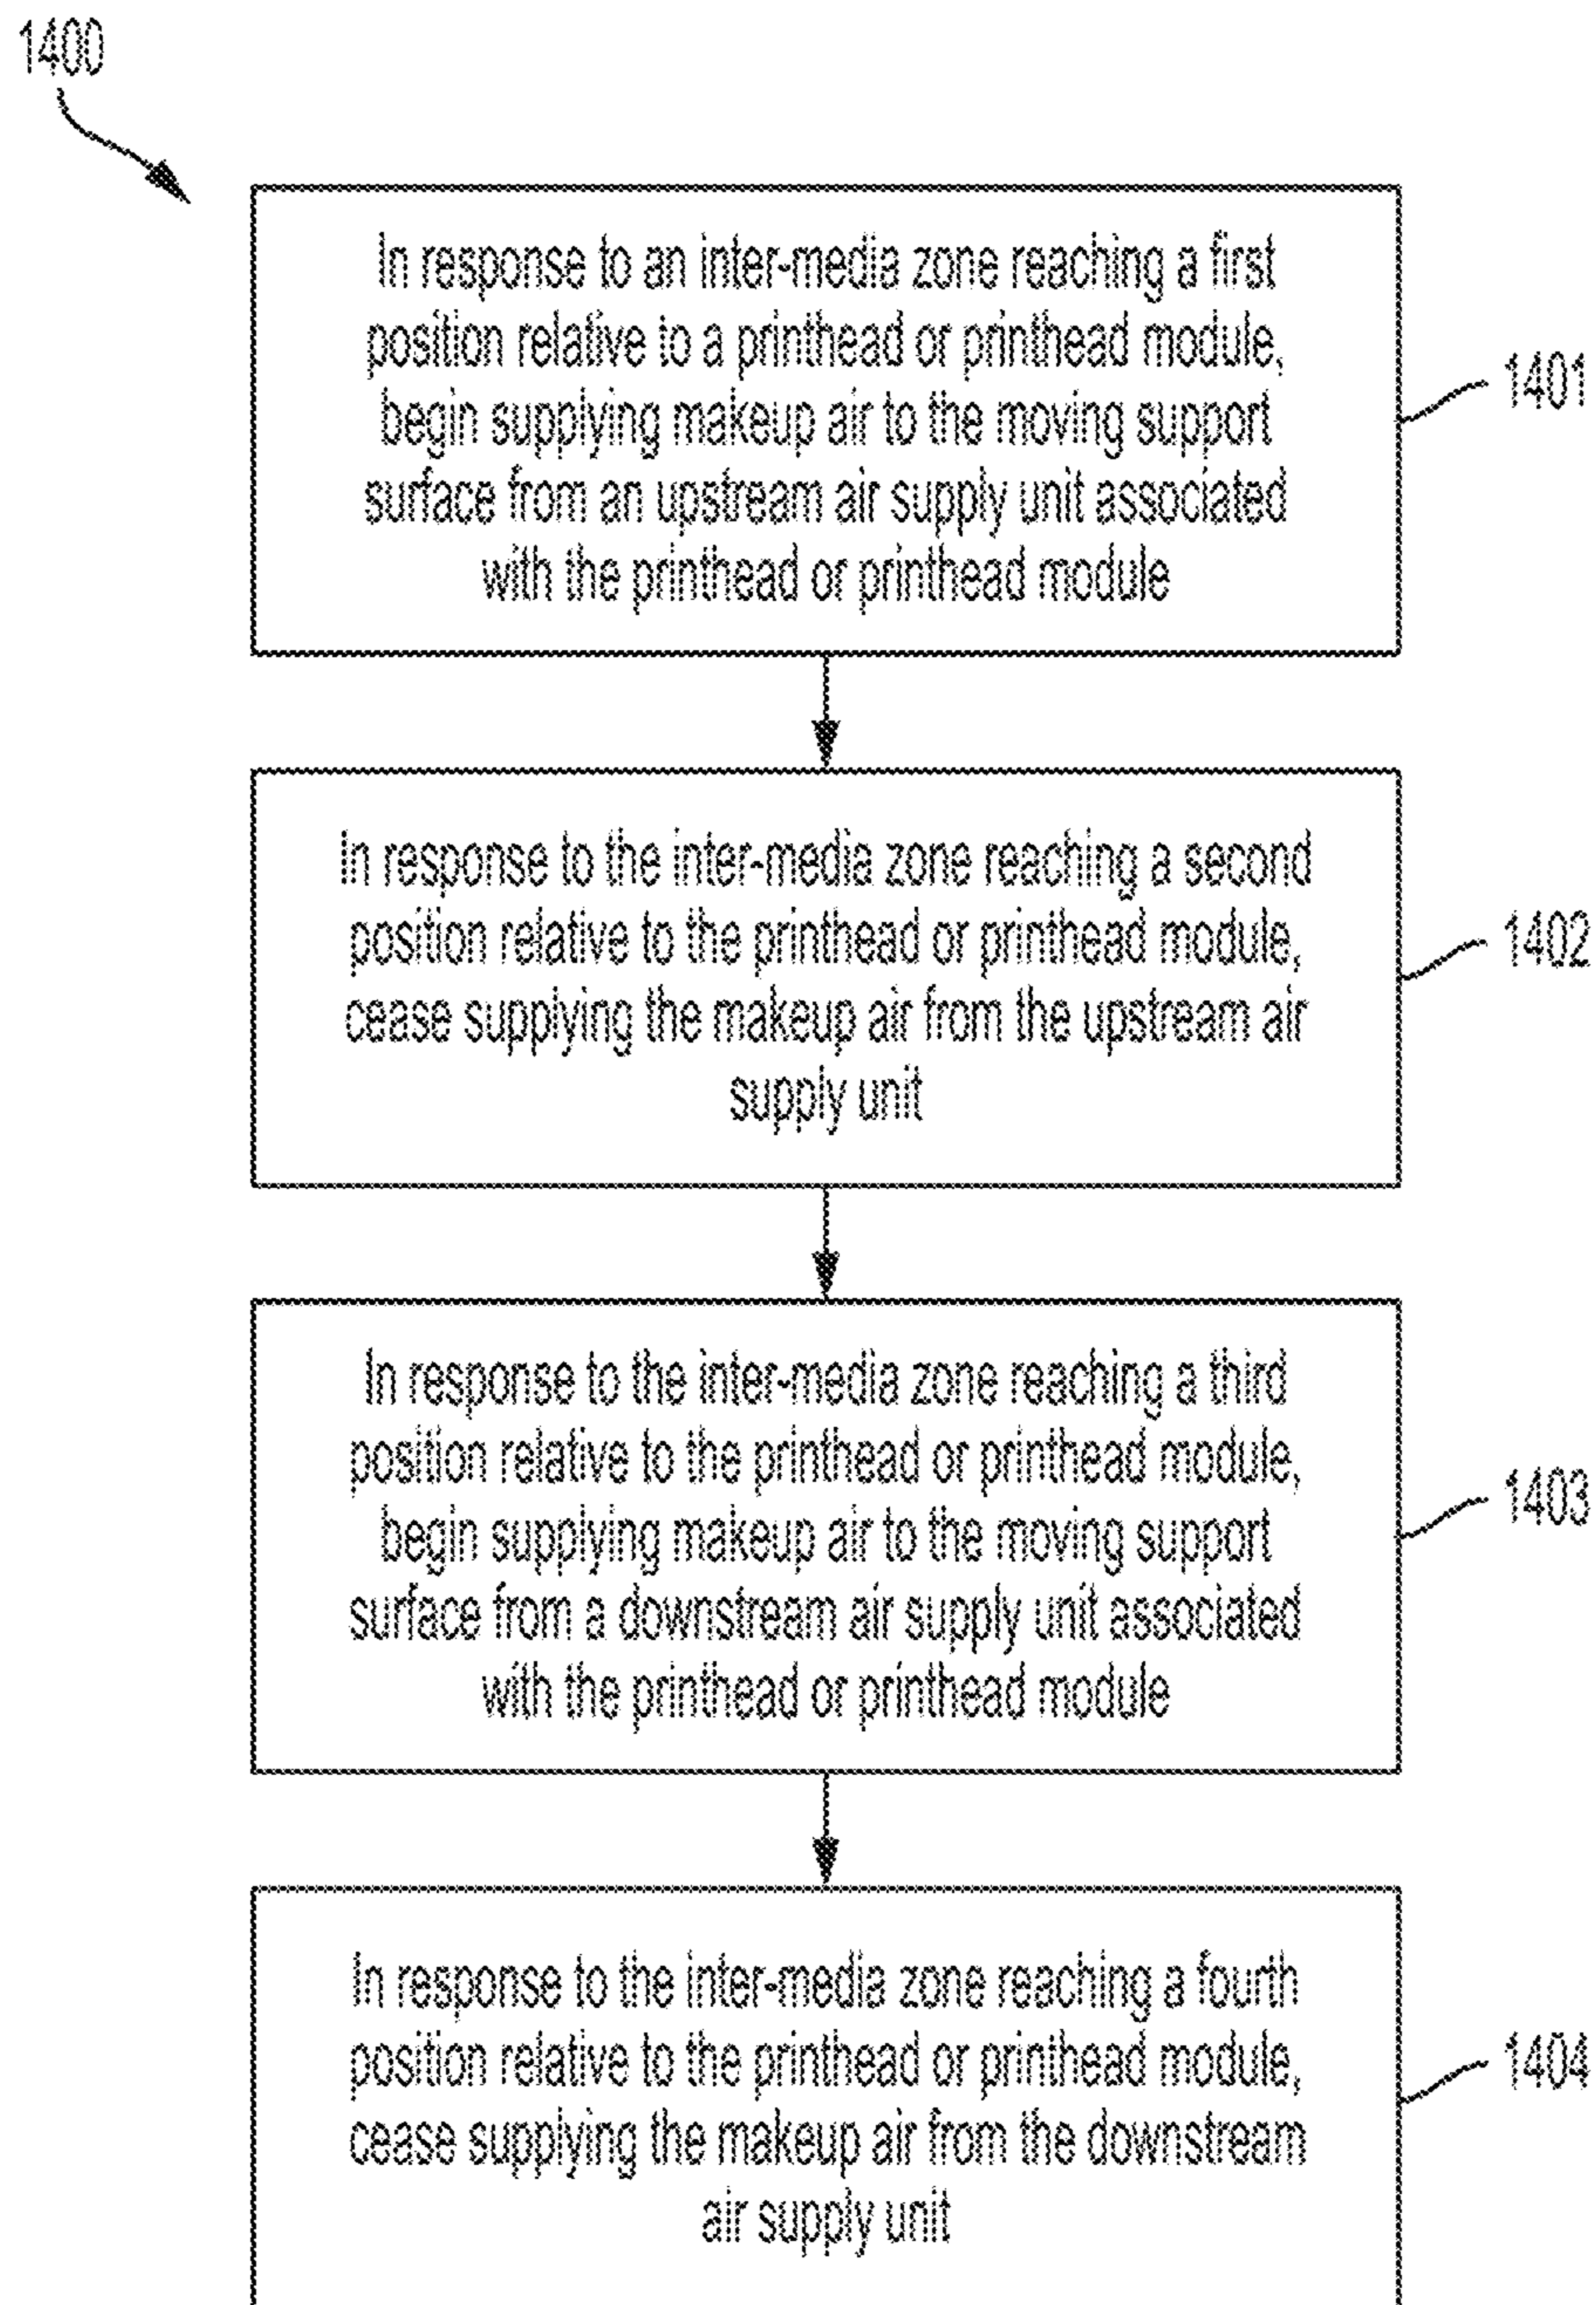 1400
In response to an inter-media zone reaching a first
position relative to a printhead or printhead module,
begin supplying makeup air to the moving support
surface from an upstream air supply unit associated
with the printhead or printhead module
1401
In response to the inter-media zone reaching a second
position relative to the printhead or printhead module,
cease supplying the makeup air from the upstream air
supply unit
1402
In response to the inter-media zone reaching a third
position relative to the printhead or printhead module,
begin supplying makeup air to the moving support
surface from a downstream air supply unit associated
with the printhead or printhead module
1403
In response to the inter-media zone reaching a fourth
position relative to the printhead or printhead module,
cease supplying the makeup air from the downstream
air supply unit
1404